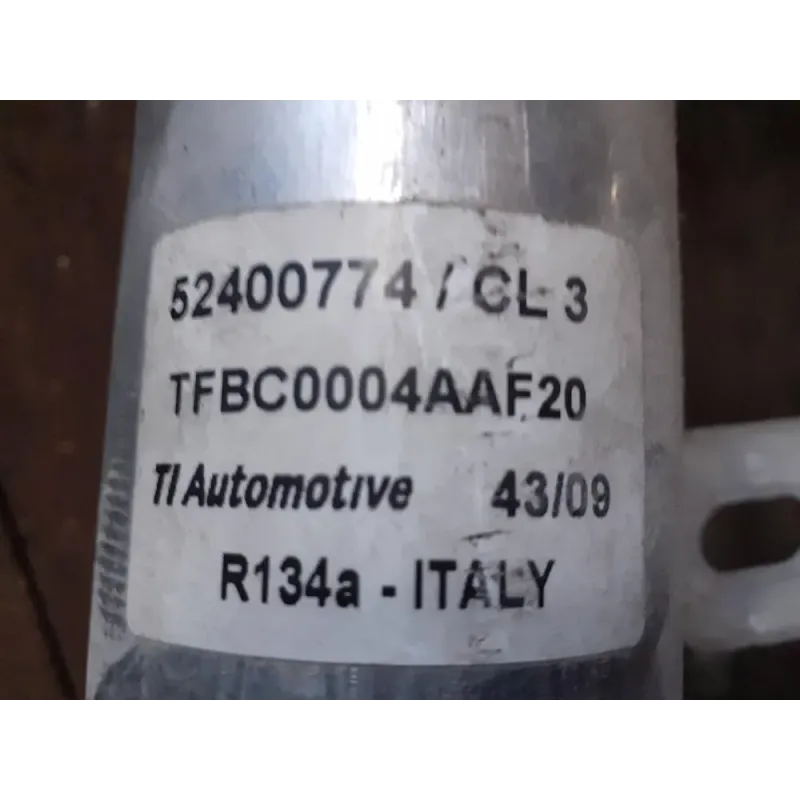 52400774 / CL 3
TFBC0004AAF20
TI Automotive 43/09
R134a - ITALY